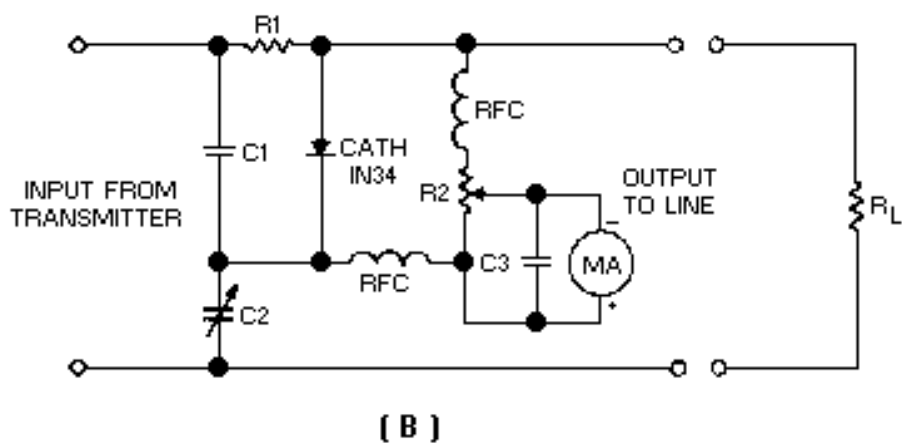 R1
RFC
C1
CATH
IN34
INPUT FROM
TRANSMITTER
R2
OUTPUT
TO LINE
RL
C3
MA
−
+
RFC
C2
( B )